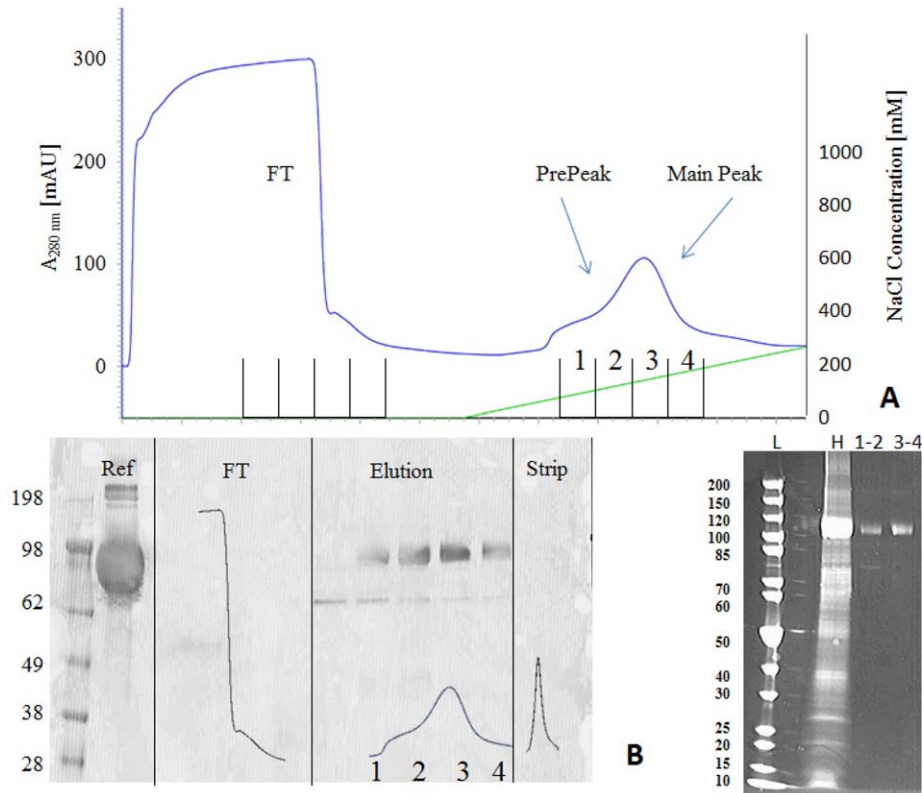 300
200
100
0
A280 nm [mAU]
FT
PrePeak
Main Peak
1 2 3 4
1000
800
600
400
200
0
NaCl Concentration [mM]
A
Ref FT Elution Strip
198
98
62
49
38
28
1 2 3 4
B
L H 1-2 3-4
200
150
120
100
85
70
60
50
40
30
25
20
15
10